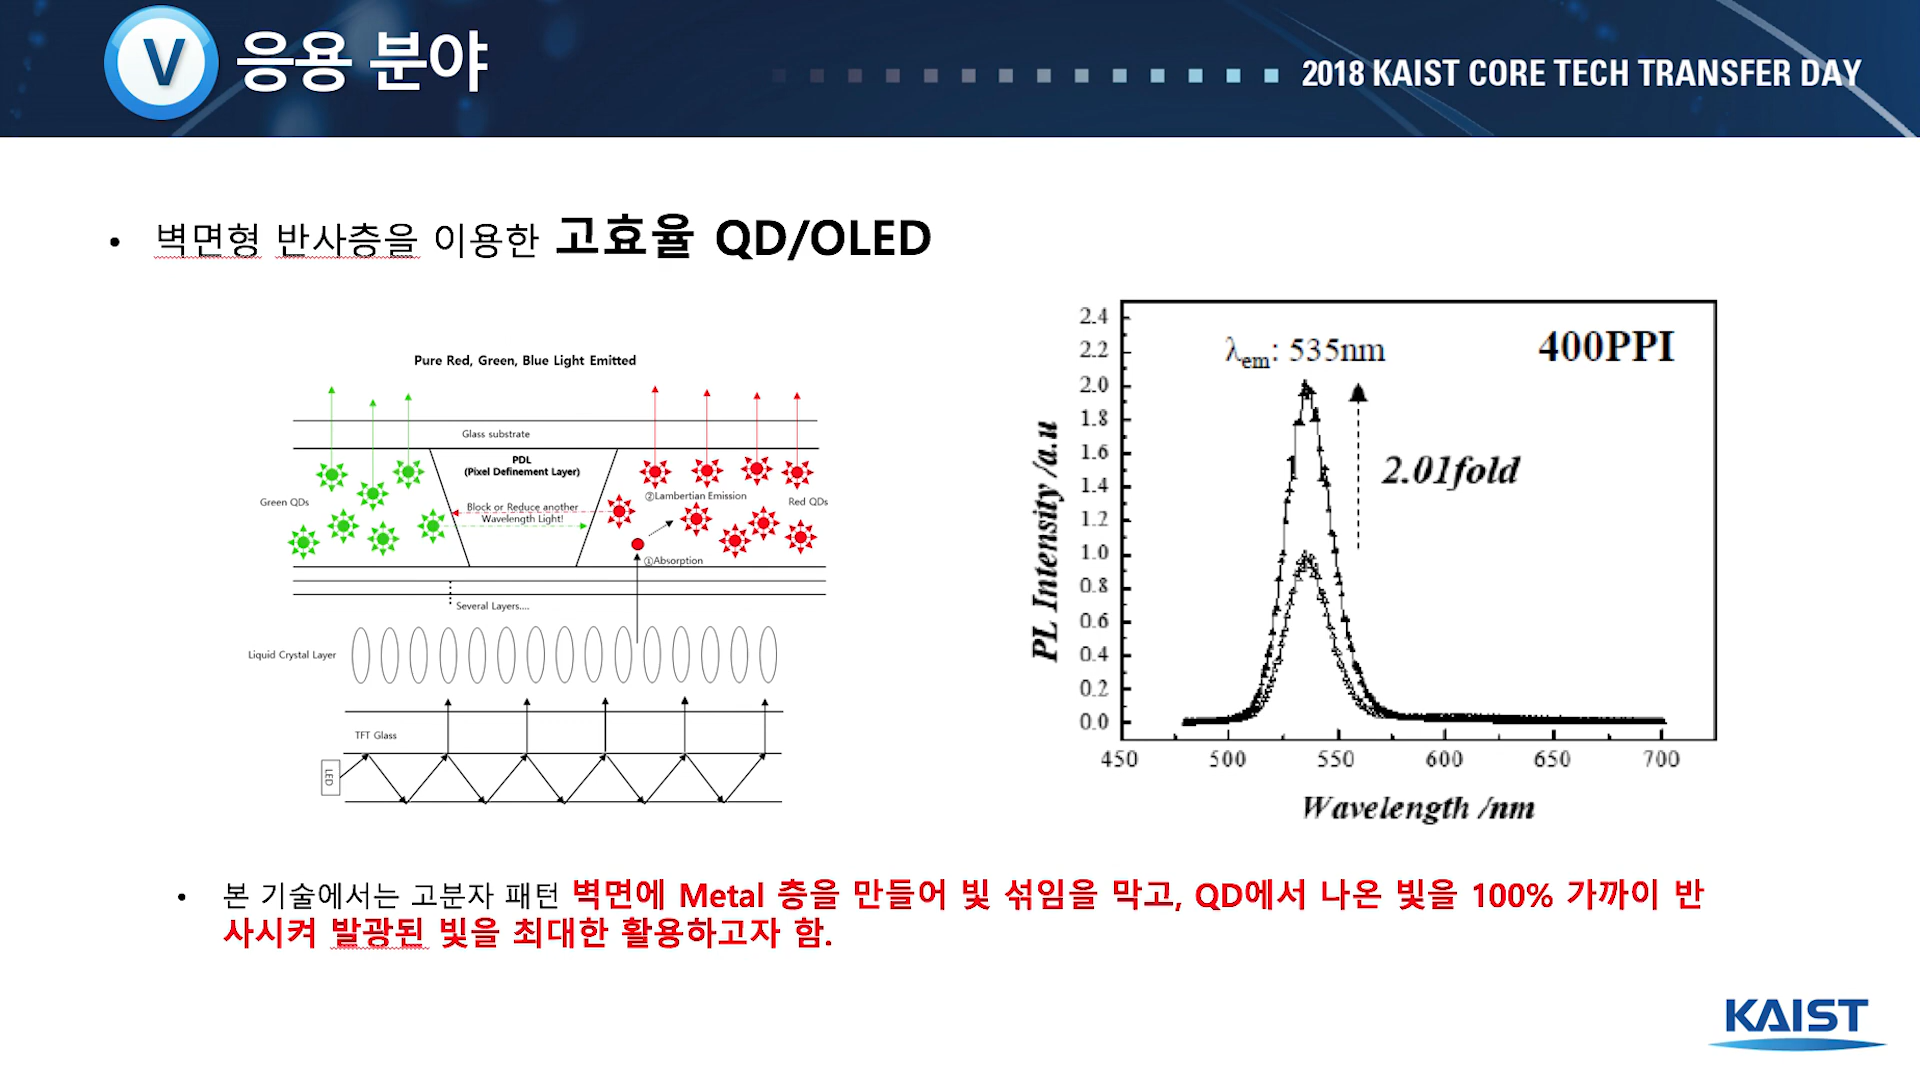 V 응용 분야
2018 KAIST CORE TECH TRANSFER DAY
• 벽면형 반사층을 이용한 고효율 QD/OLED
Pure Red, Green, Blue Light Emitted
Glass substrate
PDL
(Pixel Definement Layer)
Green QDs
②Lambertian Emission
Red QDs
Block or Reduce another
Wavelength Light!
①Absorption
Several Layers....
Liquid Crystal Layer
TFT Glass
LED
2.4
2.2
2.0
1.8
1.6
1.4
1.2
1.0
0.8
0.6
0.4
0.2
0.0
PL Intensity /a.u
λem: 535nm
400PPI
2.01fold
450 500 550 600 650 700
Wavelength /nm
• 본 기술에서는 고분자 패턴 벽면에 Metal 층을 만들어 빛 섞임을 막고, QD에서 나온 빛을 100% 가까이 반
사시켜 발광된 빛을 최대한 활용하고자 함.
KAIST